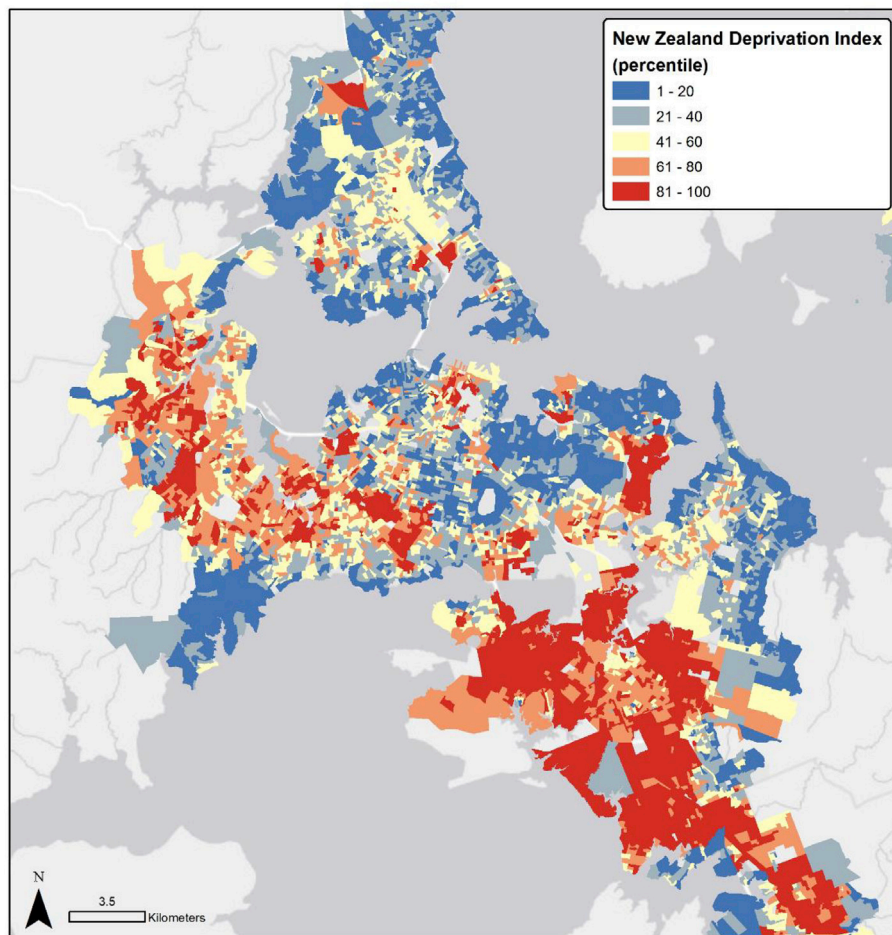 New Zealand Deprivation Index
(percentile)
1 - 20
21 - 40
41 - 60
61 - 80
81 - 100
N
3.5
Kilometers